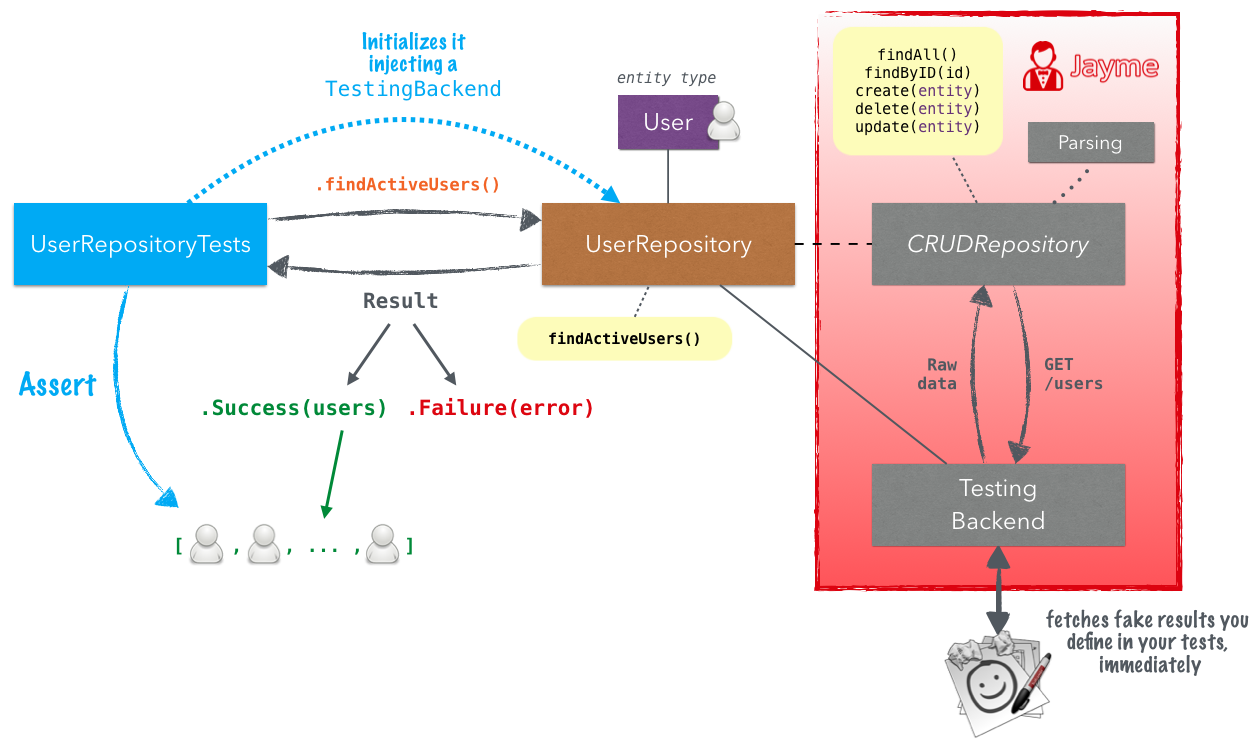 Initializes it
injecting a
TestingBackend
entity type
User
findAll()
findByID(id)
create(entity)
delete(entity)
update(entity)
Jayme
Parsing
.findActiveUsers()
UserRepositoryTests
UserRepository
CRUDRepository
Result
findActiveUsers()
Assert
.Success(users)
.Failure(error)
Raw
data
GET
/users
Testing
Backend
[ , , ... , ]
fetches fake results you
define in your tests,
immediately